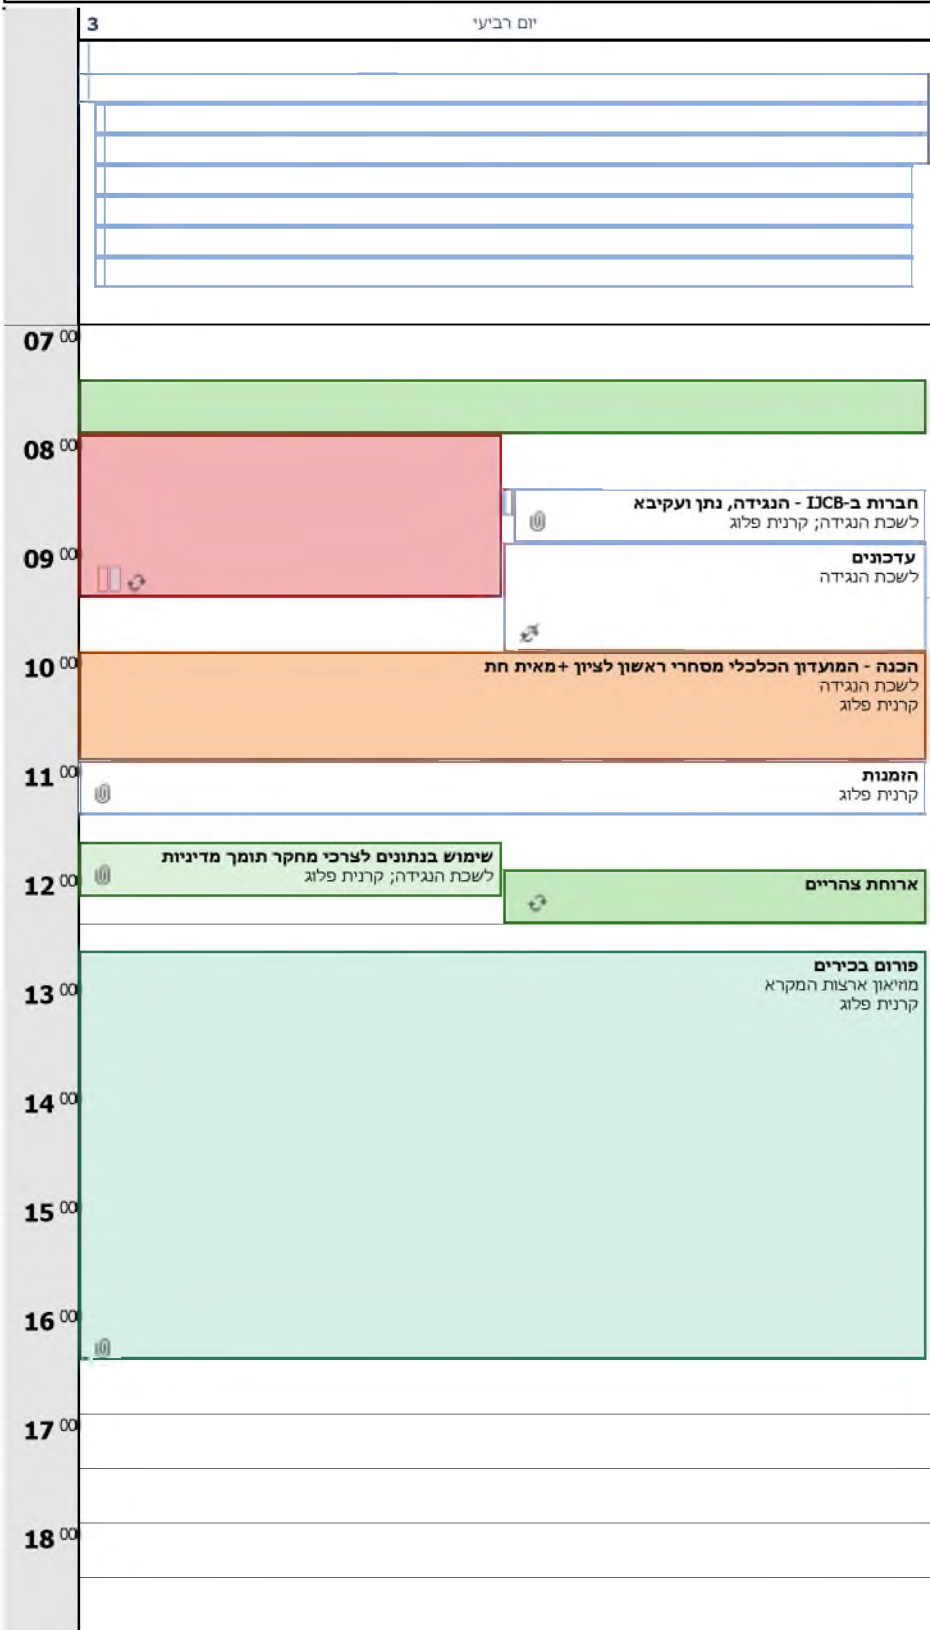 3
יום רביעי
07 00
08 00
חברות ב-IJCB - הנגידה, נתן ועקיבא
לשכת הנגידה; קרנית פלוג
09 00
עדכונים
לשכת הנגידה
10 00
הכנה - המועדון הכלכלי מסחרי ראשון לציון +מאית חת
לשכת הנגידה
קרנית פלוג
11 00
הזמנות
קרנית פלוג
שימוש בנתונים לצרכי מחקר תומך מדיניות
לשכת הנגידה; קרנית פלוג
12 00
ארוחת צהריים
פורום בכירים
מוזיאון ארצות המקרא
קרנית פלוג
13 00
14 00
15 00
16 00
17 00
18 00